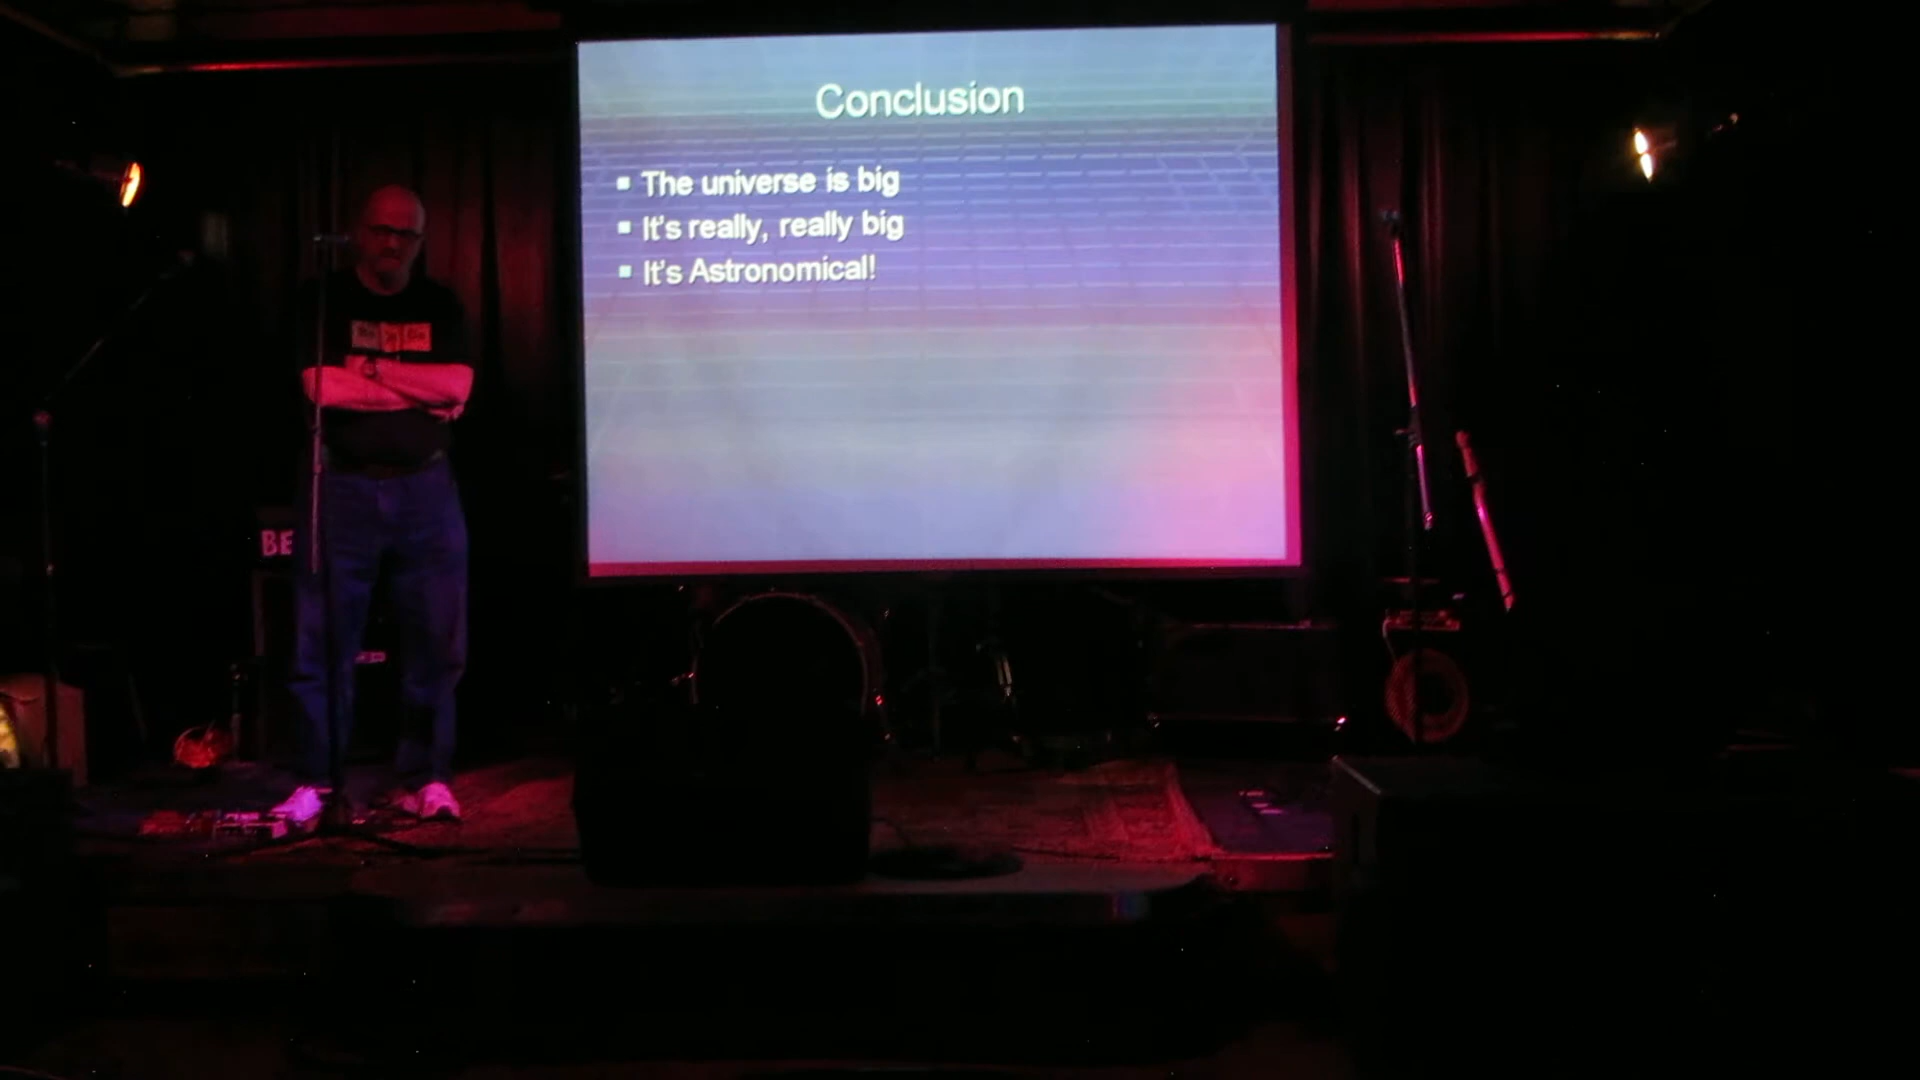 Conclusion
The universe is big
It's really, really big
It's Astronomical!
BE